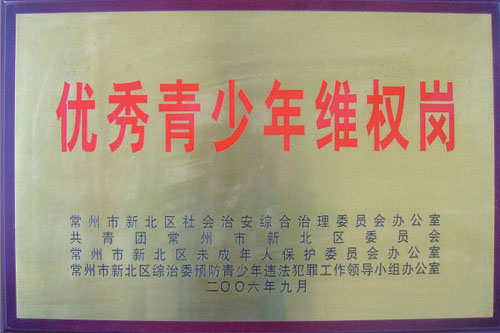 优秀青少年维权岗
常州市新北区社会治安综合治理委员会办公室
共青团常州市新北区委员会
常州市新北区未成年人保护委员会办公室
常州市新北区综治委预防青少年违法犯罪工作领导小组办公室
二〇〇六年九月